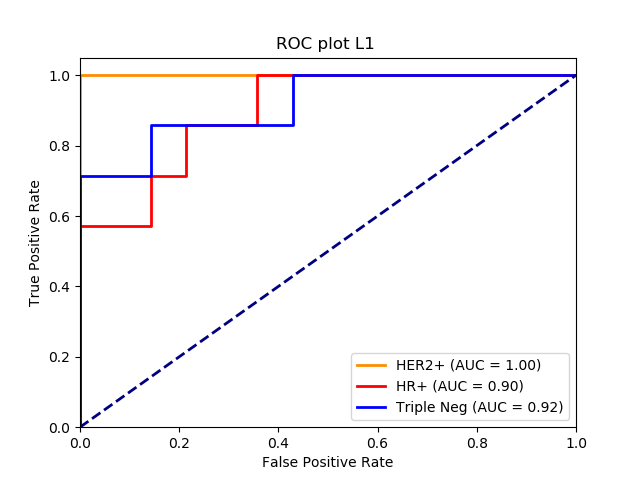 ROC plot L1
True Positive Rate
1.0
0.8
0.6
0.4
0.2
0.0
0.0 0.2 0.4 0.6 0.8 1.0
False Positive Rate
HER2+ (AUC = 1.00)
HR+ (AUC = 0.90)
Triple Neg (AUC = 0.92)